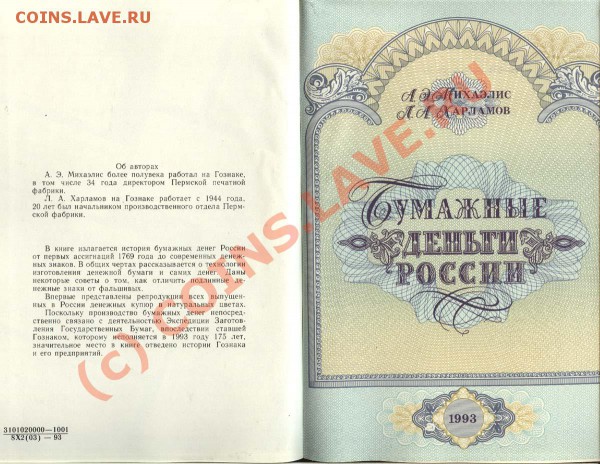 COINS.LAVE.RU
COINS.LAVE.RU
Об авторах
А. Э. Михаэлис более полувека работал на Гознаке,
в том числе 34 года директором Пермской печатной
фабрики.
Л. А. Харламов на Гознаке работает с 1944 года,
20 лет был начальником производственного отдела Перм-
ской фабрики.
В книге излагается история бумажных денег России
от первых ассигнаций 1769 года до современных денеж-
ных знаков. В общих чертах рассказывается о технологии
изготовления денежной бумаги и самих денег. Даны
некоторые советы о том, как отличить подлинные де-
нежные знаки от фальшивых.
Впервые представлены репродукции всех выпущен-
ных в России денежных купюр в натуральных цветах.
Поскольку производство бумажных денег непосред-
ственно связано с деятельностью Экспедиции Заготовления
Государственных Бумаг, впоследствии ставшей
Гознаком, которому исполняется в 1993 году 175 лет,
значительное место в книге отведено истории Гознака
и его предприятий.
3101020000—1001
8X2(03) — 93
А.Э.МИХАЭЛИС
Л.А.ХАРЛАМОВ
БУМАЖНЫЕ
ДЕНЬГИ
РОССИИ
1993
(c) COINS.LAVE.RU